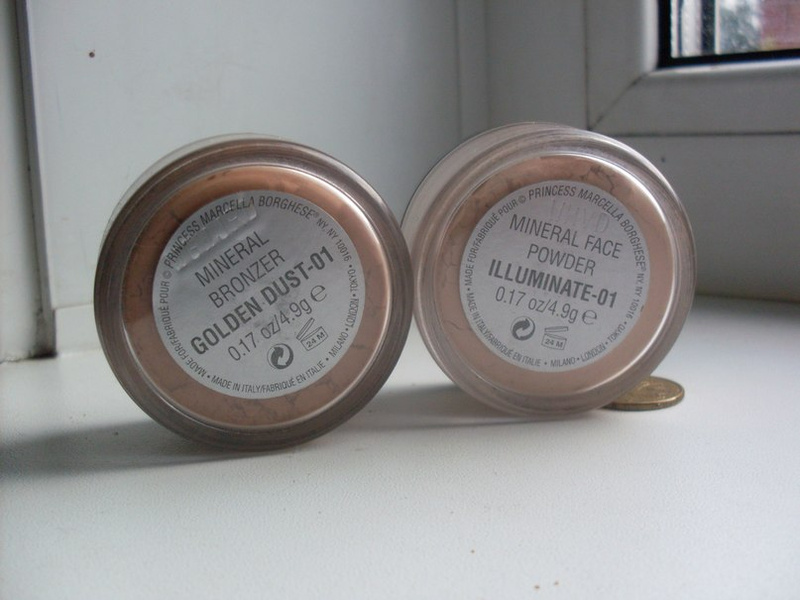 MADE FOR/FABRIQUÉ POUR © PRINCESS MARCELLA BORGHESE® NY, NY 10016 •
MINERAL
BRONZER
GOLDEN DUST-01
0.17 oz/4.9g e
24 M
• MADE IN ITALY/FABRIQUÉ EN ITALIE • MILANO • LONDON • TOKYO •
• MADE FOR/FABRIQUÉ POUR © PRINCESS MARCELLA BORGHESE® NY, NY 10016 •
MINERAL FACE
POWDER
ILLUMINATE-01
0.17 oz/4.9g e
24 M
MADE IN ITALY/FABRIQUÉ EN ITALIE • MILANO • LONDON • TOKYO •